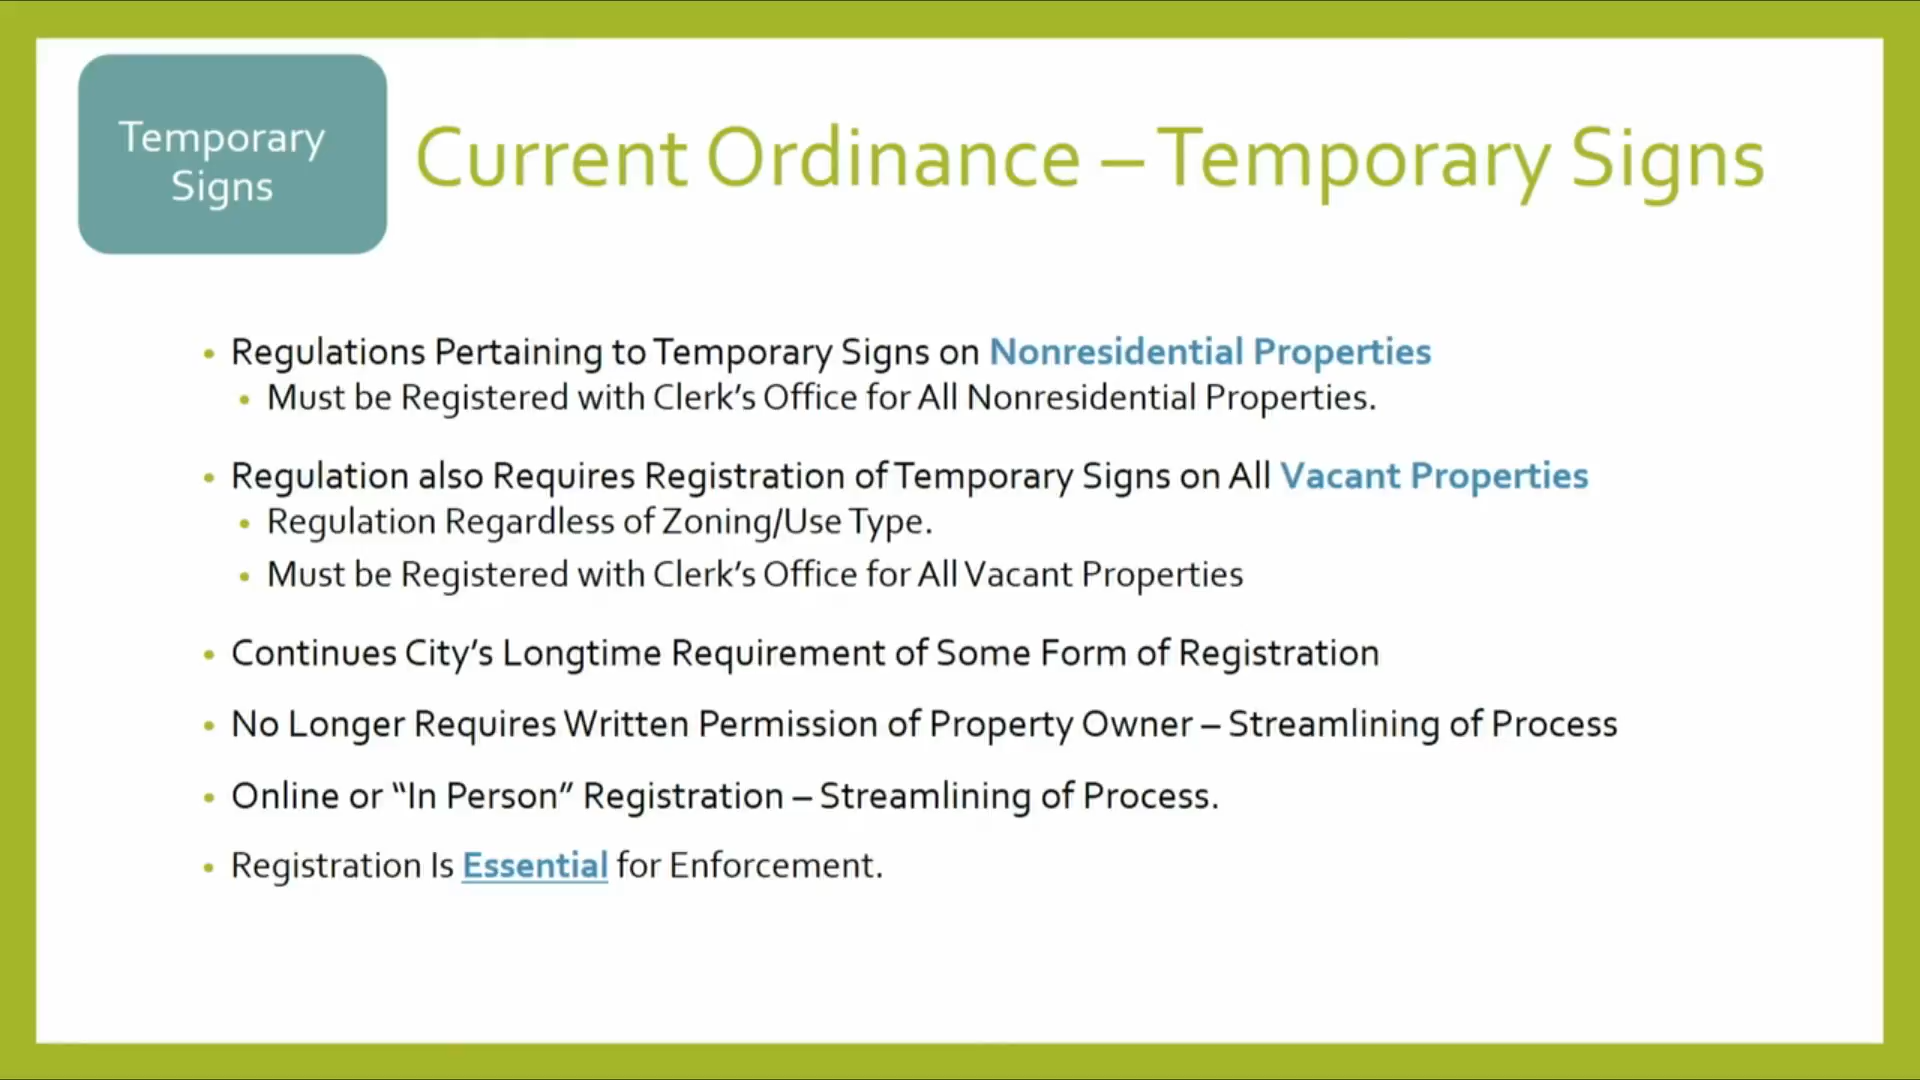 Temporary
Signs
Current Ordinance – Temporary Signs
• Regulations Pertaining to Temporary Signs on Nonresidential Properties
• Must be Registered with Clerk’s Office for All Nonresidential Properties.
• Regulation also Requires Registration of Temporary Signs on All Vacant Properties
• Regulation Regardless of Zoning/Use Type.
• Must be Registered with Clerk’s Office for All Vacant Properties
• Continues City’s Longtime Requirement of Some Form of Registration
• No Longer Requires Written Permission of Property Owner – Streamlining of Process
• Online or “In Person” Registration – Streamlining of Process.
• Registration Is Essential for Enforcement.